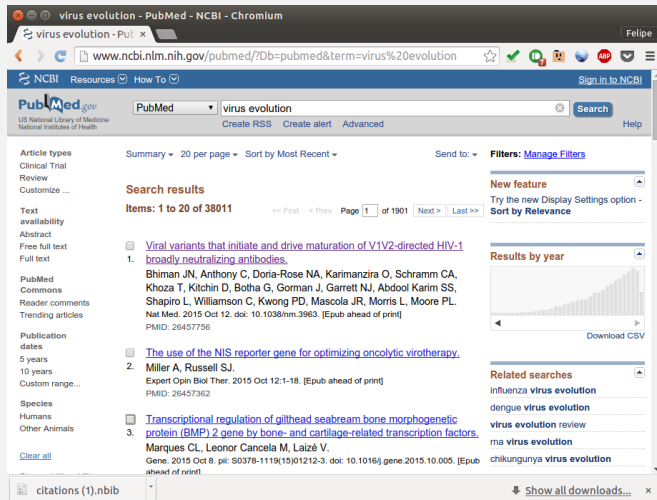 virus evolution - PubMed - NCBI - Chromium
virus evolution - Pub
Felipe
www.ncbi.nlm.nih.gov/pubmed/?Db=pubmed&term=virus%20evolution
NCBI Resources How To Sign in to NCBI
PubMed.gov
US National Library of Medicine
National Institutes of Health
PubMed virus evolution Search
Create RSS Create alert Advanced Help
Article types
Clinical Trial
Review
Customize ...
Text
availability
Abstract
Free full text
Full text
PubMed
Commons
Reader comments
Trending articles
Publication
dates
5 years
10 years
Custom range...
Species
Humans
Other Animals
Clear all
Summary 20 per page Sort by Most Recent Send to:
Search results
Items: 1 to 20 of 38011
<< First < Prev Page 1 of 1901 Next > Last >>
Viral variants that initiate and drive maturation of V1V2-directed HIV-1
1. broadly neutralizing antibodies.
Bhiman JN, Anthony C, Doria-Rose NA, Karimanzira O, Schramm CA,
Khoza T, Kitchin D, Botha G, Gorman J, Garrett NJ, Abdool Karim SS,
Shapiro L, Williamson C, Kwong PD, Mascola JR, Morris L, Moore PL.
Nat Med. 2015 Oct 12. doi: 10.1038/nm.3963. [Epub ahead of print]
PMID: 26457756
The use of the NIS reporter gene for optimizing oncolytic virotherapy.
2. Miller A, Russell SJ.
Expert Opin Biol Ther. 2015 Oct 12:1-18. [Epub ahead of print]
PMID: 26457362
Transcriptional regulation of gilthead seabream bone morphogenetic
3. protein (BMP) 2 gene by bone- and cartilage-related transcription factors.
Marques CL, Leonor Cancela M, Laizé V.
Gene. 2015 Oct 8. pii: S0378-1119(15)01212-3. doi: 10.1016/j.gene.2015.10.005. [Epub
ahead of print]
Filters: Manage Filters
New feature
Try the new Display Settings option -
Sort by Relevance
Results by year
Download CSV
Related searches
influenza virus evolution
dengue virus evolution
virus evolution review
rna virus evolution
chikungunya virus evolution
citations (1).nbib
Show all downloads...